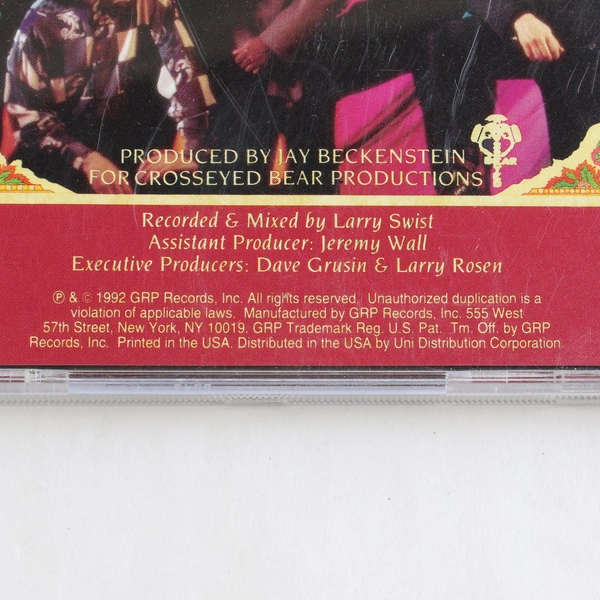 PRODUCED BY JAY BECKENSTEIN
FOR CROSSEYED BEAR PRODUCTIONS
Recorded & Mixed by Larry Swist
Assistant Producer: Jeremy Wall
Executive Producers: Dave Grusin & Larry Rosen
℗ & © 1992 GRP Records, Inc. All rights reserved. Unauthorized duplication is a
violation of applicable laws. Manufactured by GRP Records, Inc. 555 West
57th Street, New York, NY 10019. GRP Trademark Reg. U.S. Pat. Tm. Off. by GRP
Records, Inc. Printed in the USA. Distributed in the USA by Uni Distribution Corporation.